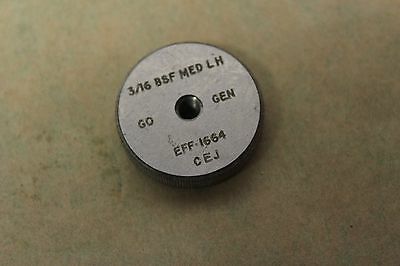 3/16 BSF MED LH
GO GEN
EFF-1664
CEJ